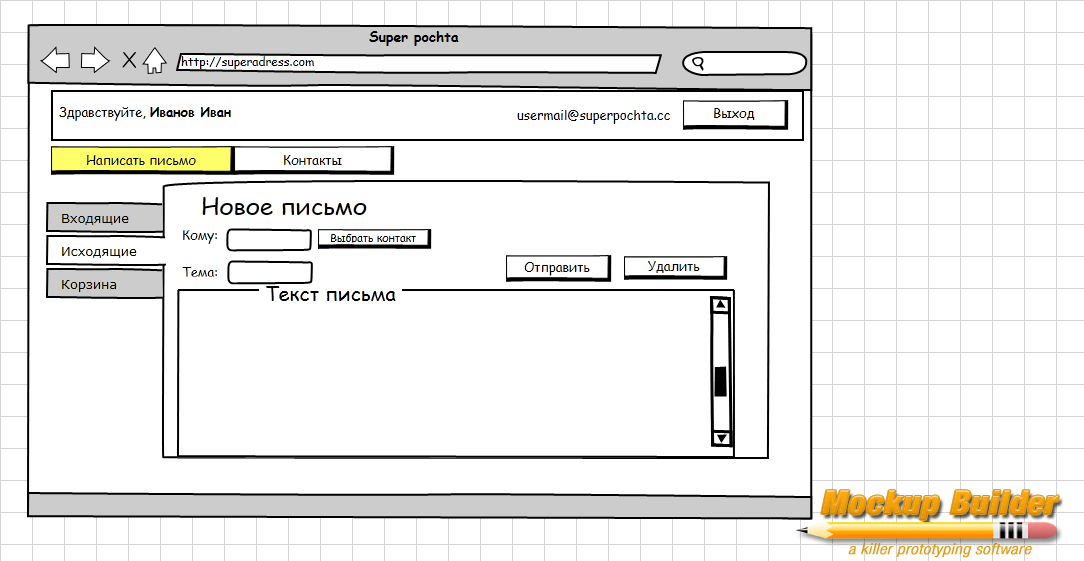 Super pochta
http://superadress.com
Здравствуйте, Иванов Иван
usermail@superpochta.cc
Выход
Написать письмо
Контакты
Новое письмо
Входящие
Кому:
Выбрать контакт
Исходящие
Тема:
Отправить
Удалить
Корзина
Текст письма
Mockup Builder
a killer prototyping software